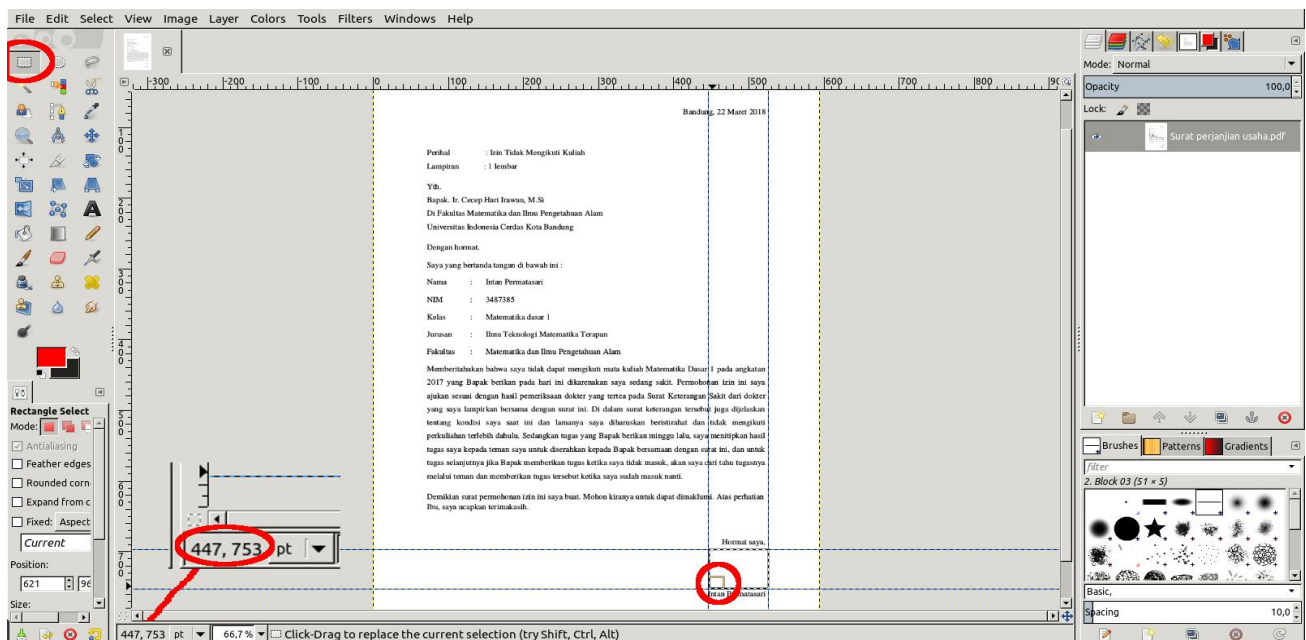 File Edit Select View Image Layer Colors Tools Filters Windows Help
Mode: Normal
Opacity 100,0
Lock:
Surat perjanjian usaha.pdf
-300 -200 -100 0 100 200 300 400 500 600 700 800
Bandung, 22 Maret 2018
Perihal : Izin Tidak Mengikuti Kuliah
Lampiran : 1 lembar
Yth.
Bapak. Ir. Cecep Hari Irawan, M.Si
Di Fakultas Matematika dan Ilmu Pengetahuan Alam
Universitas Indonesia Cerdas Kota Bandung
Dengan hormat,
Saya yang bertanda tangan di bawah ini :
Nama : Intan Permatasari
NIM : 3487385
Kelas : Matematika dasar 1
Jurusan : Ilmu Teknologi Matematika Terapan
Fakultas : Matematika dan Ilmu Pengetahuan Alam
Memberitahukan bahwa saya tidak dapat mengikuti mata kuliah Matematika Dasar 1 pada angkatan
2017 yang Bapak berikan pada hari ini dikarenakan saya sedang sakit. Permohonan izin ini saya
ajukan sesuai dengan hasil pemeriksaan dokter yang tertea pada Surat Keterangan Sakit dari dokter
yang saya lampirkan bersama dengan surat ini. Di dalam surat keterangan tersebut juga dijelaskan
tentang kondisi saya saat ini dan lamanya saya diharuskan beristirahat dan tidak mengikuti
perkuliahan terlebih dahulu. Sedangkan tugas yang Bapak berikan minggu lalu, saya menitipkan hasil
tugas saya kepada teman saya untuk diserahkan kepada Bapak bersamaan dengan surat ini, dan untuk
tugas selanjutnya jika Bapak memberikan tugas ketika saya tidak masuk, akan saya cari tahu tugasnya
melalui teman dan memberikan tugas tersebut ketika saya sudah masuk nanti.
Demikian surat permohonan izin ini saya buat. Mohon kiranya untuk dapat dimaklumi. Atas perhatian
Ibu, saya ucapkan terimakasih.
Hormat saya,
Intan Permatasari
Rectangle Select
Mode:
Antialiasing
Feather edges
Rounded corn
Expand from c
Fixed: Aspect
Current
Position:
621 96
Size:
447, 753 pt
447, 753 pt 66,7 % Click-Drag to replace the current selection (try Shift, Ctrl, Alt)
Brushes Patterns Gradients
filter
2. Block 03 (51 × 5)
Basic,
Spacing 10,0